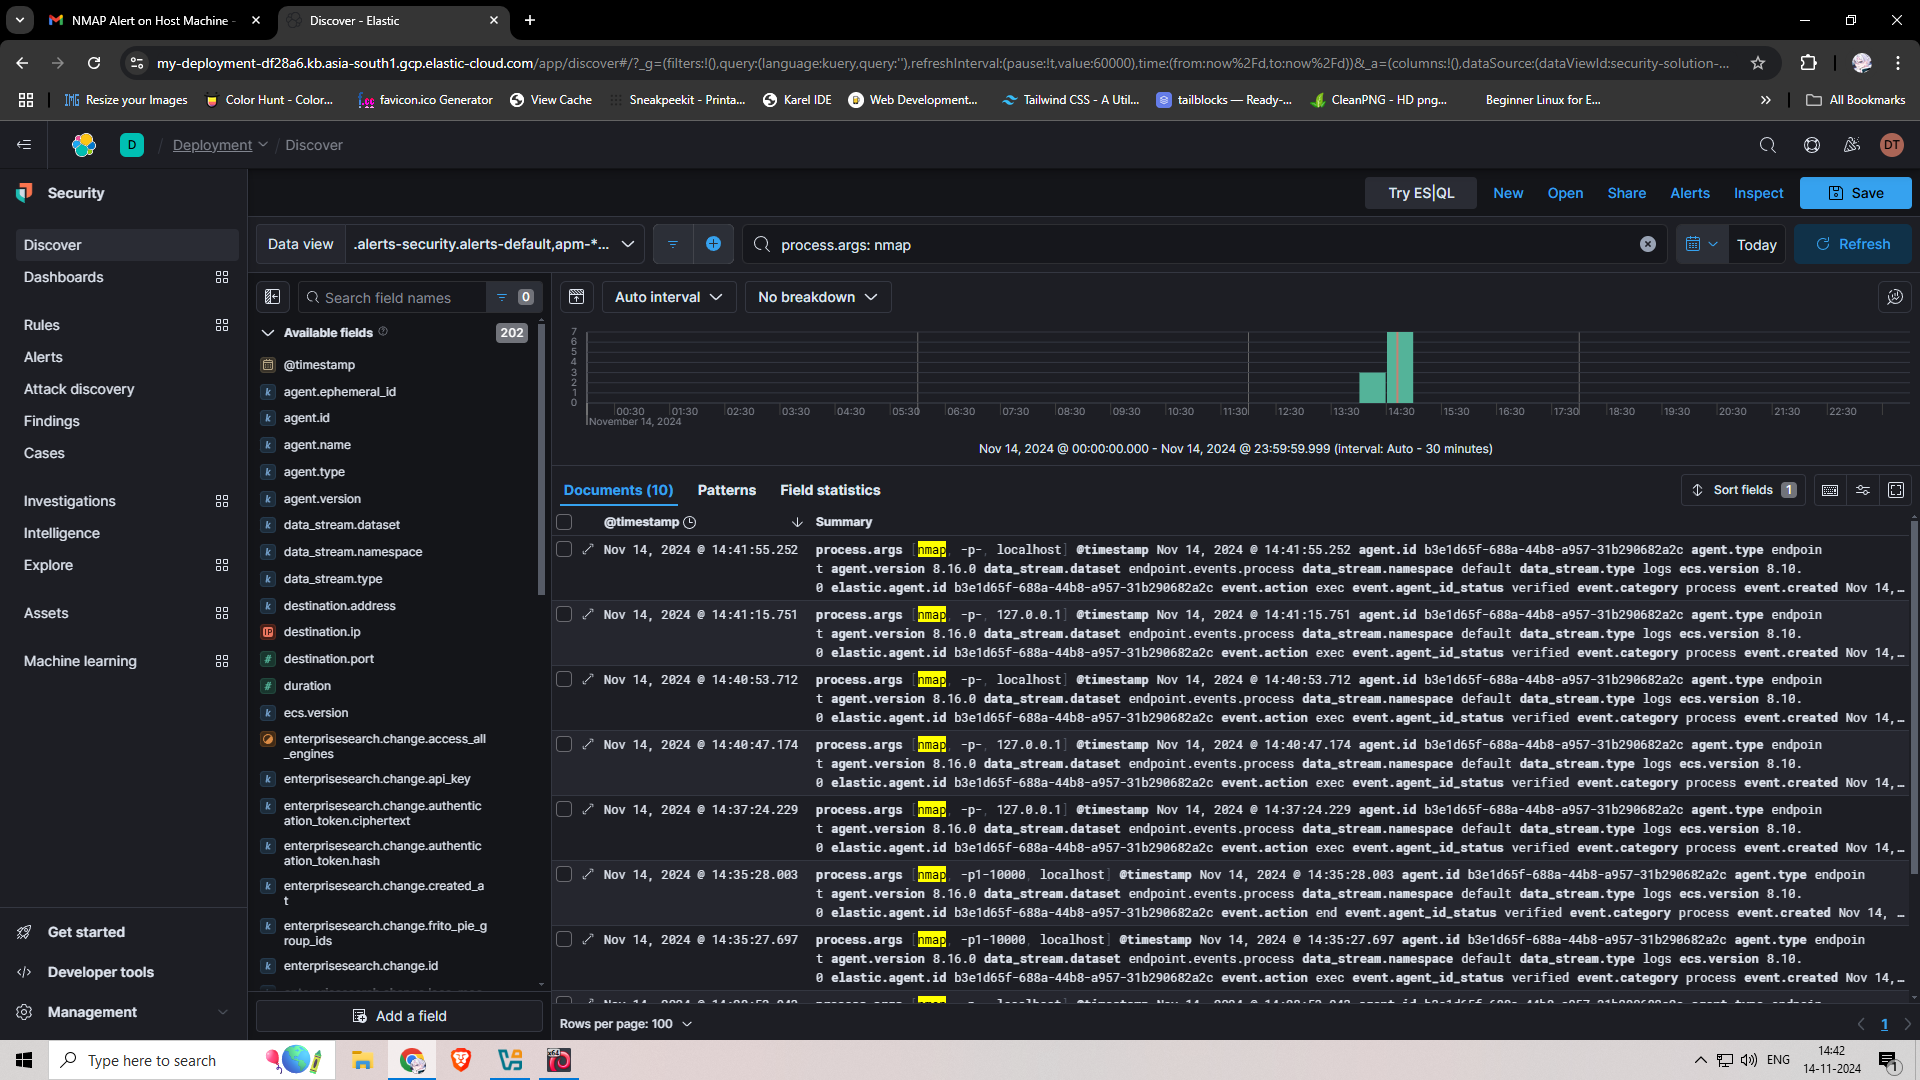 NMAP Alert on Host Machine -
Discover - Elastic
my-deployment-df28a6.kb.asia-south1.gcp.elastic-cloud.com/app/discover#/?_g=(filters:!(),query:(language:kuery,query:''),refreshInterval:(pause:!t,value:60000),time:(from:now%2Fd,to:now%2Fd))&_a=(columns:!(),dataSource:(dataViewId:security-solution-...
Resize your Images
Color Hunt - Color...
favicon.ico Generator
View Cache
Sneakpeekit - Printa...
Karel IDE
Web Development...
Tailwind CSS - A Util...
tailblocks — Ready-...
CleanPNG - HD png...
Beginner Linux for E...
All Bookmarks
D
Deployment
/ Discover
DT
Security
Try ES|QL
New
Open
Share
Alerts
Inspect
Save
Discover
Dashboards
Rules
Alerts
Attack discovery
Findings
Cases
Investigations
Intelligence
Explore
Assets
Machine learning
Get started
Developer tools
Management
Data view
.alerts-security.alerts-default,apm-*...
process.args: nmap
Today
Refresh
Search field names
0
Available fields
202
@timestamp
agent.ephemeral_id
agent.id
agent.name
agent.type
agent.version
data_stream.dataset
data_stream.namespace
data_stream.type
destination.address
destination.ip
destination.port
duration
ecs.version
enterprisesearch.change.access_all
_engines
enterprisesearch.change.api_key
enterprisesearch.change.authentic
ation_token.ciphertext
enterprisesearch.change.authentic
ation_token.hash
enterprisesearch.change.created_a
t
enterprisesearch.change.frito_pie_g
roup_ids
enterprisesearch.change.id
Add a field
Auto interval
No breakdown
7
6
5
4
3
2
1
0
00:30 01:30 02:30 03:30 04:30 05:30 06:30 07:30 08:30 09:30 10:30 11:30 12:30 13:30 14:30 15:30 16:30 17:30 18:30 19:30 20:30 21:30 22:30
November 14, 2024
Nov 14, 2024 @ 00:00:00.000 - Nov 14, 2024 @ 23:59:59.999 (interval: Auto - 30 minutes)
Documents (10)
Patterns
Field statistics
Sort fields 1
@timestamp
Summary
Nov 14, 2024 @ 14:41:55.252 process.args [nmap, -p-, localhost] @timestamp Nov 14, 2024 @ 14:41:55.252 agent.id b3e1d65f-688a-44b8-a957-31b290682a2c agent.type endpoin
t agent.version 8.16.0 data_stream.dataset endpoint.events.process data_stream.namespace default data_stream.type logs ecs.version 8.10.
0 elastic.agent.id b3e1d65f-688a-44b8-a957-31b290682a2c event.action exec event.agent_id_status verified event.category process event.created Nov 14,...
Nov 14, 2024 @ 14:41:15.751 process.args [nmap, -p-, 127.0.0.1] @timestamp Nov 14, 2024 @ 14:41:15.751 agent.id b3e1d65f-688a-44b8-a957-31b290682a2c agent.type endpoin
t agent.version 8.16.0 data_stream.dataset endpoint.events.process data_stream.namespace default data_stream.type logs ecs.version 8.10.
0 elastic.agent.id b3e1d65f-688a-44b8-a957-31b290682a2c event.action exec event.agent_id_status verified event.category process event.created Nov 14,...
Nov 14, 2024 @ 14:40:53.712 process.args [nmap, -p-, localhost] @timestamp Nov 14, 2024 @ 14:40:53.712 agent.id b3e1d65f-688a-44b8-a957-31b290682a2c agent.type endpoin
t agent.version 8.16.0 data_stream.dataset endpoint.events.process data_stream.namespace default data_stream.type logs ecs.version 8.10.
0 elastic.agent.id b3e1d65f-688a-44b8-a957-31b290682a2c event.action exec event.agent_id_status verified event.category process event.created Nov 14,...
Nov 14, 2024 @ 14:40:47.174 process.args [nmap, -p-, 127.0.0.1] @timestamp Nov 14, 2024 @ 14:40:47.174 agent.id b3e1d65f-688a-44b8-a957-31b290682a2c agent.type endpoin
t agent.version 8.16.0 data_stream.dataset endpoint.events.process data_stream.namespace default data_stream.type logs ecs.version 8.10.
0 elastic.agent.id b3e1d65f-688a-44b8-a957-31b290682a2c event.action exec event.agent_id_status verified event.category process event.created Nov 14,...
Nov 14, 2024 @ 14:37:24.229 process.args [nmap, -p-, 127.0.0.1] @timestamp Nov 14, 2024 @ 14:37:24.229 agent.id b3e1d65f-688a-44b8-a957-31b290682a2c agent.type endpoin
t agent.version 8.16.0 data_stream.dataset endpoint.events.process data_stream.namespace default data_stream.type logs ecs.version 8.10.
0 elastic.agent.id b3e1d65f-688a-44b8-a957-31b290682a2c event.action exec event.agent_id_status verified event.category process event.created Nov 14,...
Nov 14, 2024 @ 14:35:28.003 process.args [nmap, -p1-10000, localhost] @timestamp Nov 14, 2024 @ 14:35:28.003 agent.id b3e1d65f-688a-44b8-a957-31b290682a2c agent.type endpoin
t agent.version 8.16.0 data_stream.dataset endpoint.events.process data_stream.namespace default data_stream.type logs ecs.version 8.10.
0 elastic.agent.id b3e1d65f-688a-44b8-a957-31b290682a2c event.action end event.agent_id_status verified event.category process event.created Nov 14, ...
Nov 14, 2024 @ 14:35:27.697 process.args [nmap, -p1-10000, localhost] @timestamp Nov 14, 2024 @ 14:35:27.697 agent.id b3e1d65f-688a-44b8-a957-31b290682a2c agent.type endpoin
t agent.version 8.16.0 data_stream.dataset endpoint.events.process data_stream.namespace default data_stream.type logs ecs.version 8.10.
0 elastic.agent.id b3e1d65f-688a-44b8-a957-31b290682a2c event.action exec event.agent_id_status verified event.category process event.created Nov 14,...
Rows per page: 100
1
Type here to search
ENG
14:42
14-11-2024
1